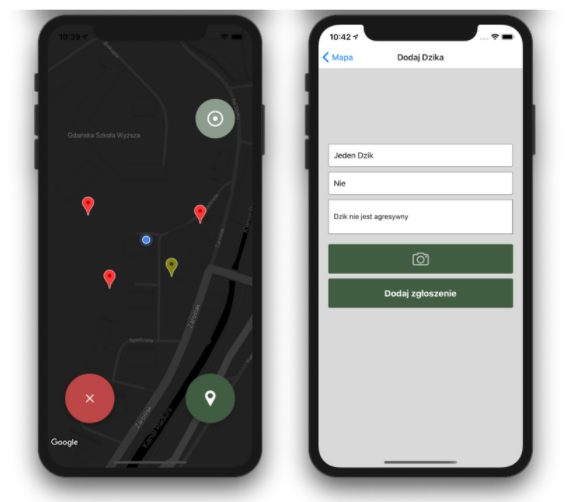 10:39
Gdańska Szkoła Wyższa
Google
10:42
Mapa
Dodaj Dzika
Jeden Dzik
Nie
Dzik nie jest agresywny
Dodaj zgłoszenie